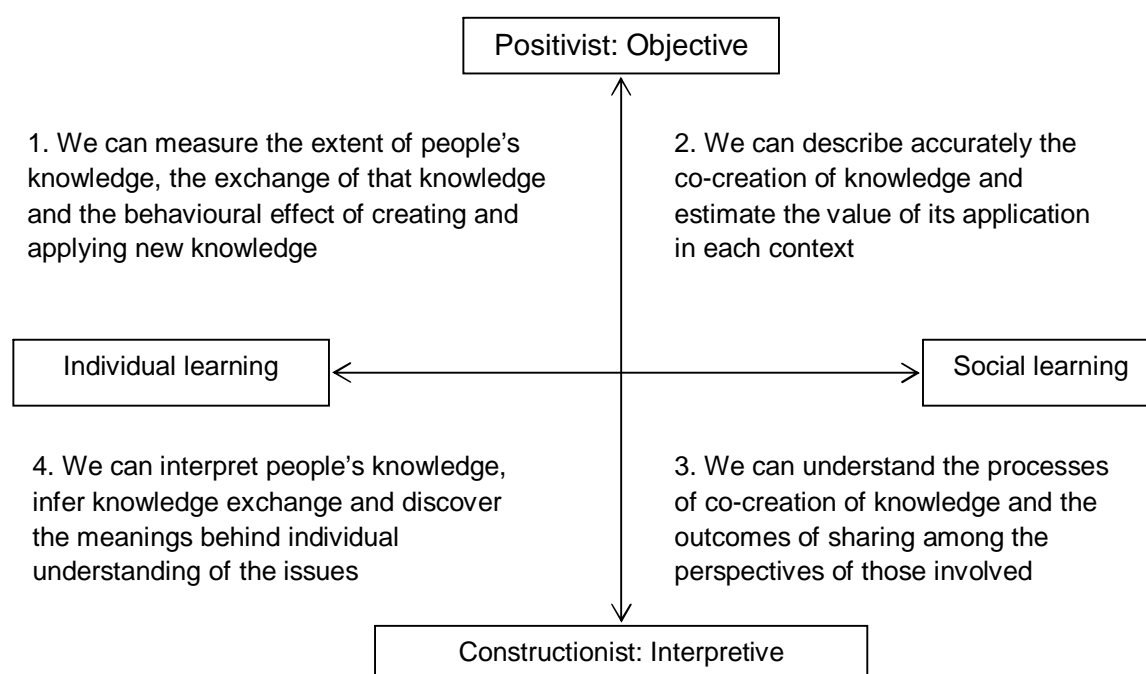 Positivist: Objective
1. We can measure the extent of people’s
knowledge, the exchange of that knowledge
and the behavioural effect of creating and
applying new knowledge
2. We can describe accurately the
co-creation of knowledge and
estimate the value of its application
in each context
Individual learning
Social learning
4. We can interpret people’s knowledge,
infer knowledge exchange and discover
the meanings behind individual
understanding of the issues
3. We can understand the processes
of co-creation of knowledge and the
outcomes of sharing among the
perspectives of those involved
Constructionist: Interpretive